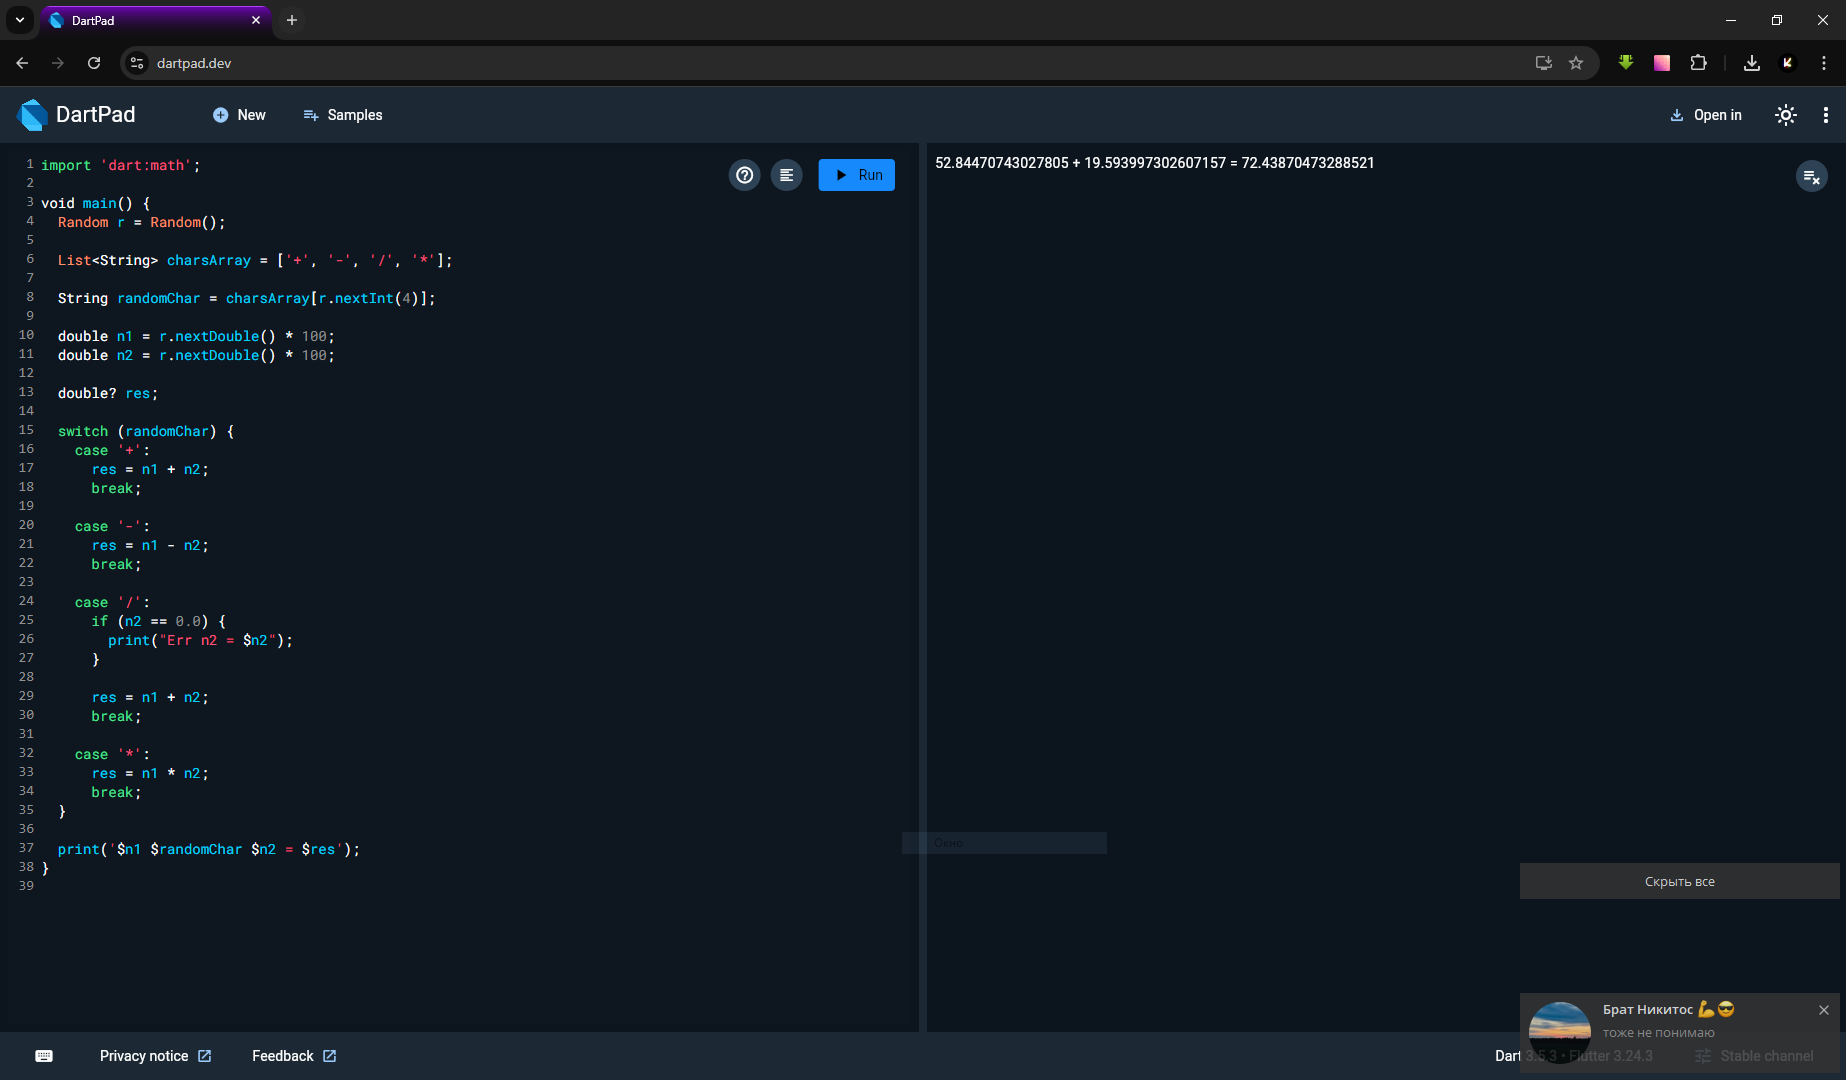 DartPad
dartpad.dev
DartPad
New
Samples
Open in
1 import 'dart:math';
2
3 void main() {
4 Random r = Random();
5
6 List<String> charsArray = ['+', '-', '/', '*'];
7
8 String randomChar = charsArray[r.nextInt(4)];
9
10 double n1 = r.nextDouble() * 100;
11 double n2 = r.nextDouble() * 100;
12
13 double? res;
14
15 switch (randomChar) {
16 case '+':
17 res = n1 + n2;
18 break;
19
20 case '-':
21 res = n1 - n2;
22 break;
23
24 case '/':
25 if (n2 == 0.0) {
26 print("Err n2 = $n2");
27 }
28
29 res = n1 + n2;
30 break;
31
32 case '*':
33 res = n1 * n2;
34 break;
35 }
36
37 print('$n1 $randomChar $n2 = $res');
38 }
39
Run
52.84470743027805 + 19.593997302607157 = 72.43870473288521
Окно
Скрыть все
Брат Никитос 💪😎
тоже не понимаю
Privacy notice
Feedback
Dart 3.5.3 • Flutter 3.24.3
Stable channel